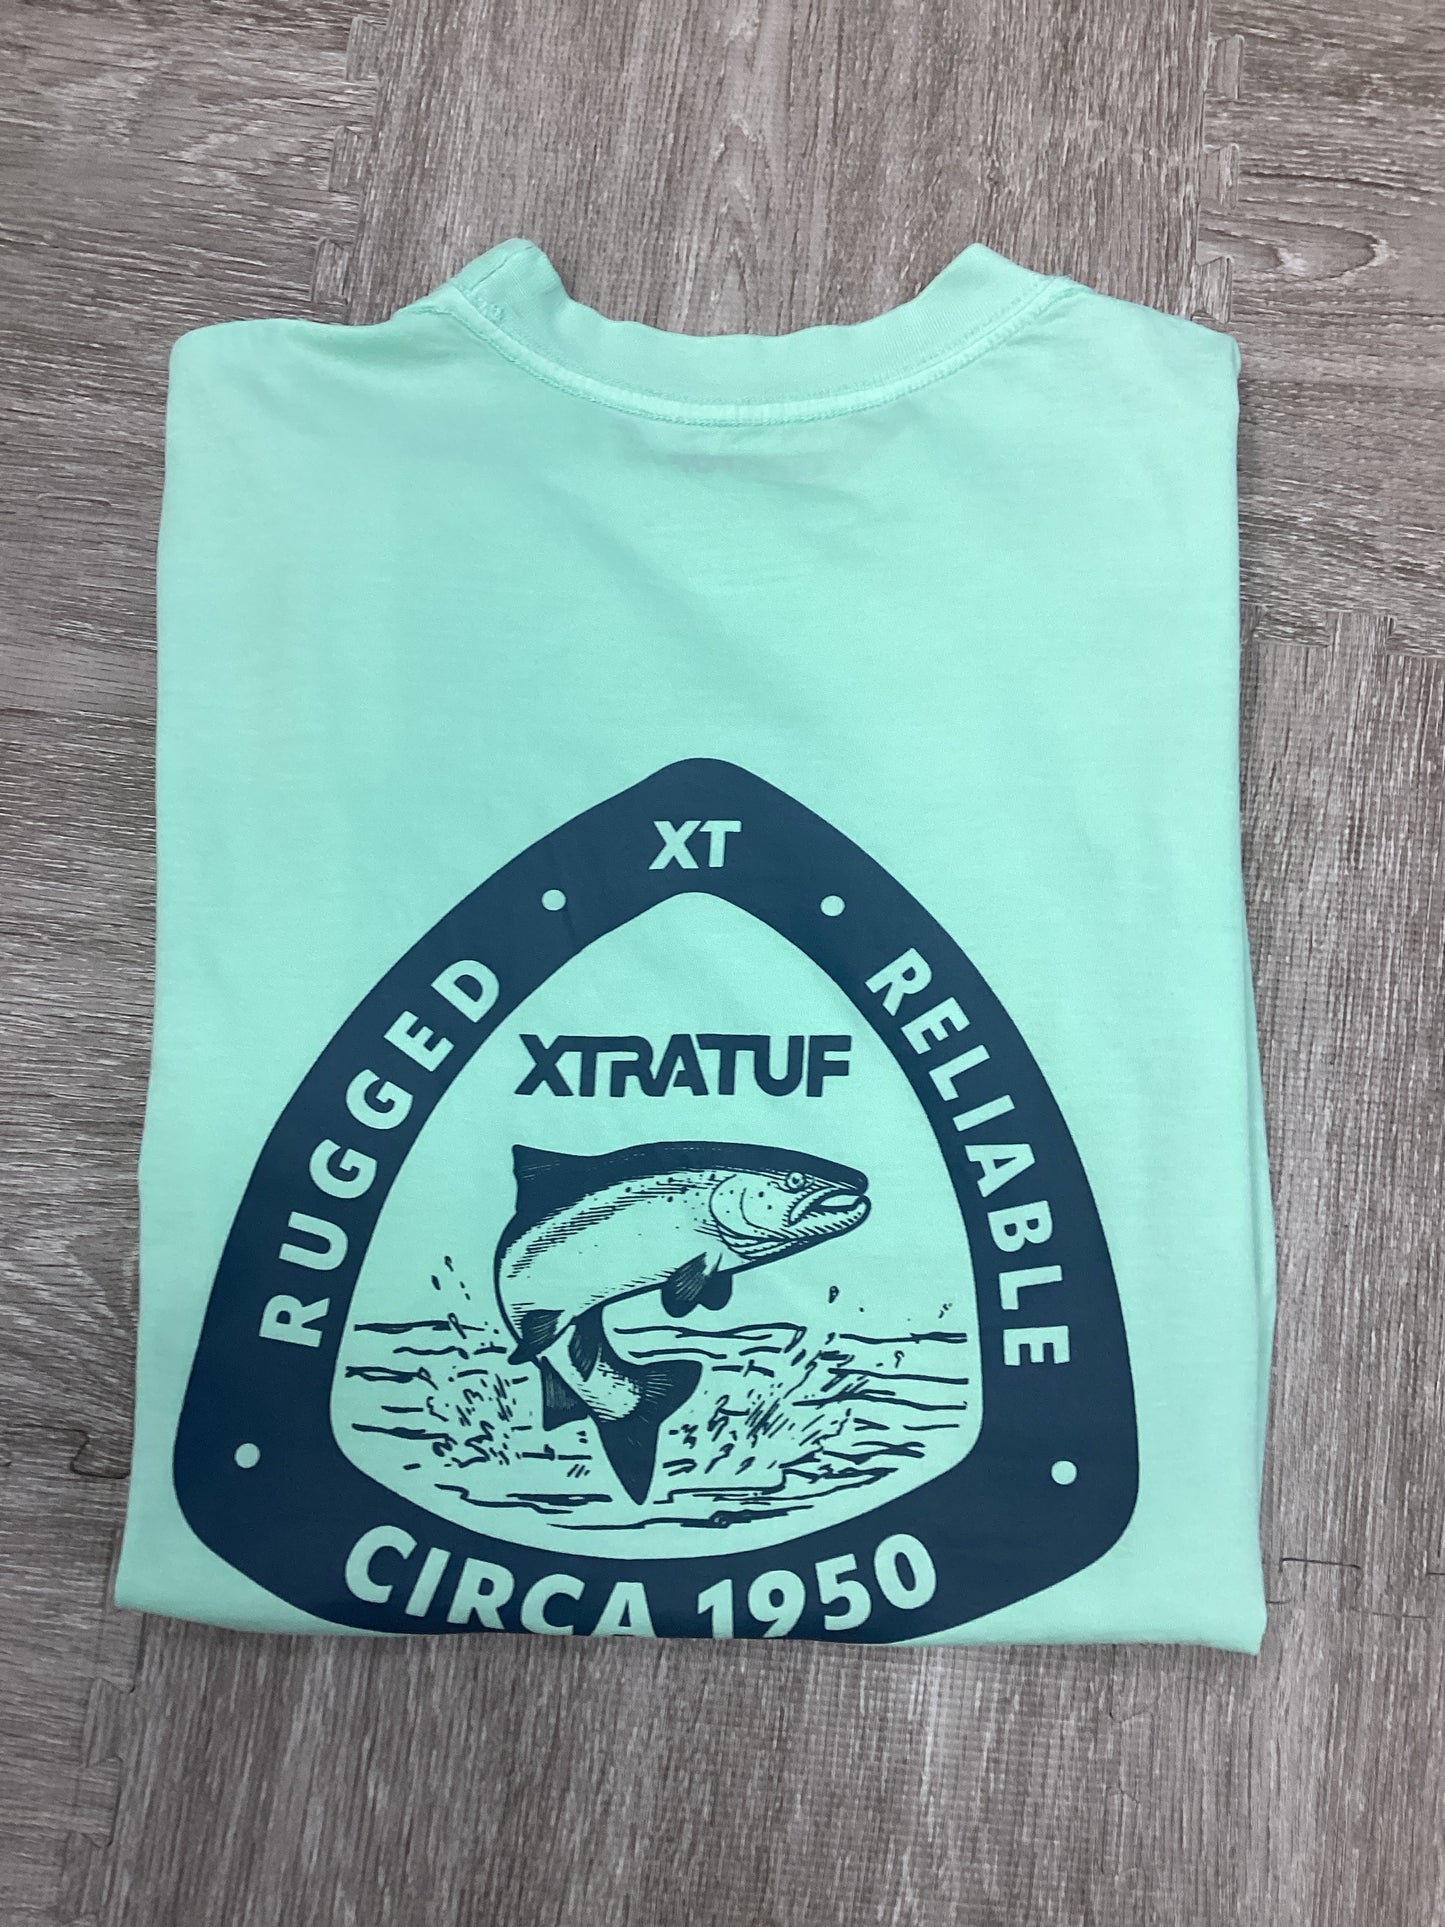 XT
RUGGED
RELIABLE
XTRATUF
CIRCA 1950